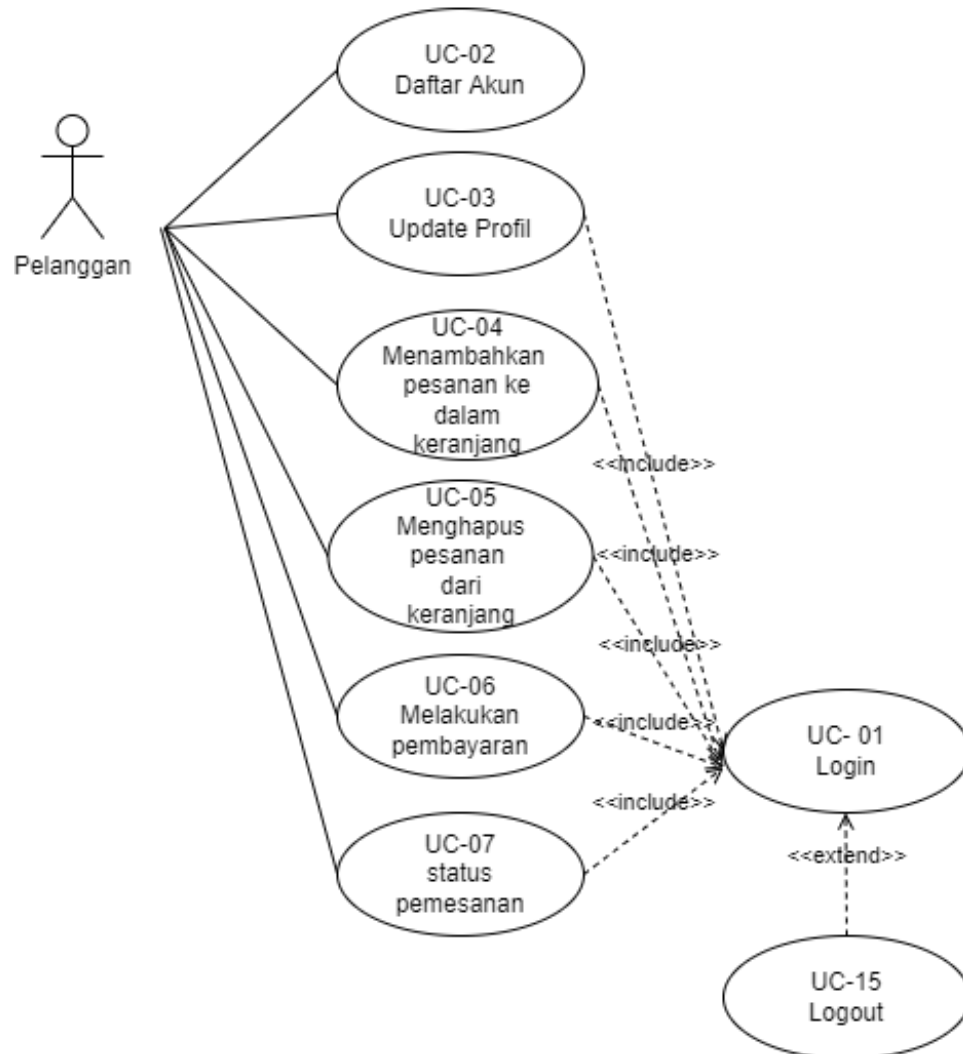 UC-02
Daftar Akun
Pelanggan
UC-03
Update Profil
UC-04
Menambahkan
pesanan ke
dalam
keranjang
<<include>>
UC-05
Menghapus
pesanan
dari
keranjang
<<include>>
<<include>>
UC-06
Melakukan
pembayaran
<<include>>
UC- 01
Login
<<include>>
UC-07
status
pemesanan
<<extend>>
UC-15
Logout